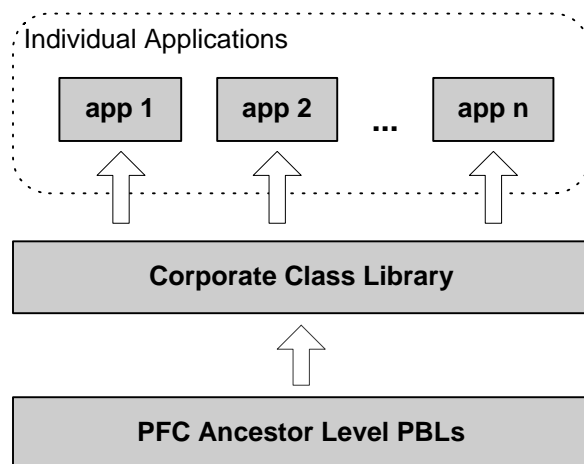 Individual Applications
app 1 app 2 ... app n
Corporate Class Library
PFC Ancestor Level PBLs